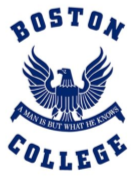 BOSTON
A MAN IS BUT WHAT HE KNOWS
COLLEGE